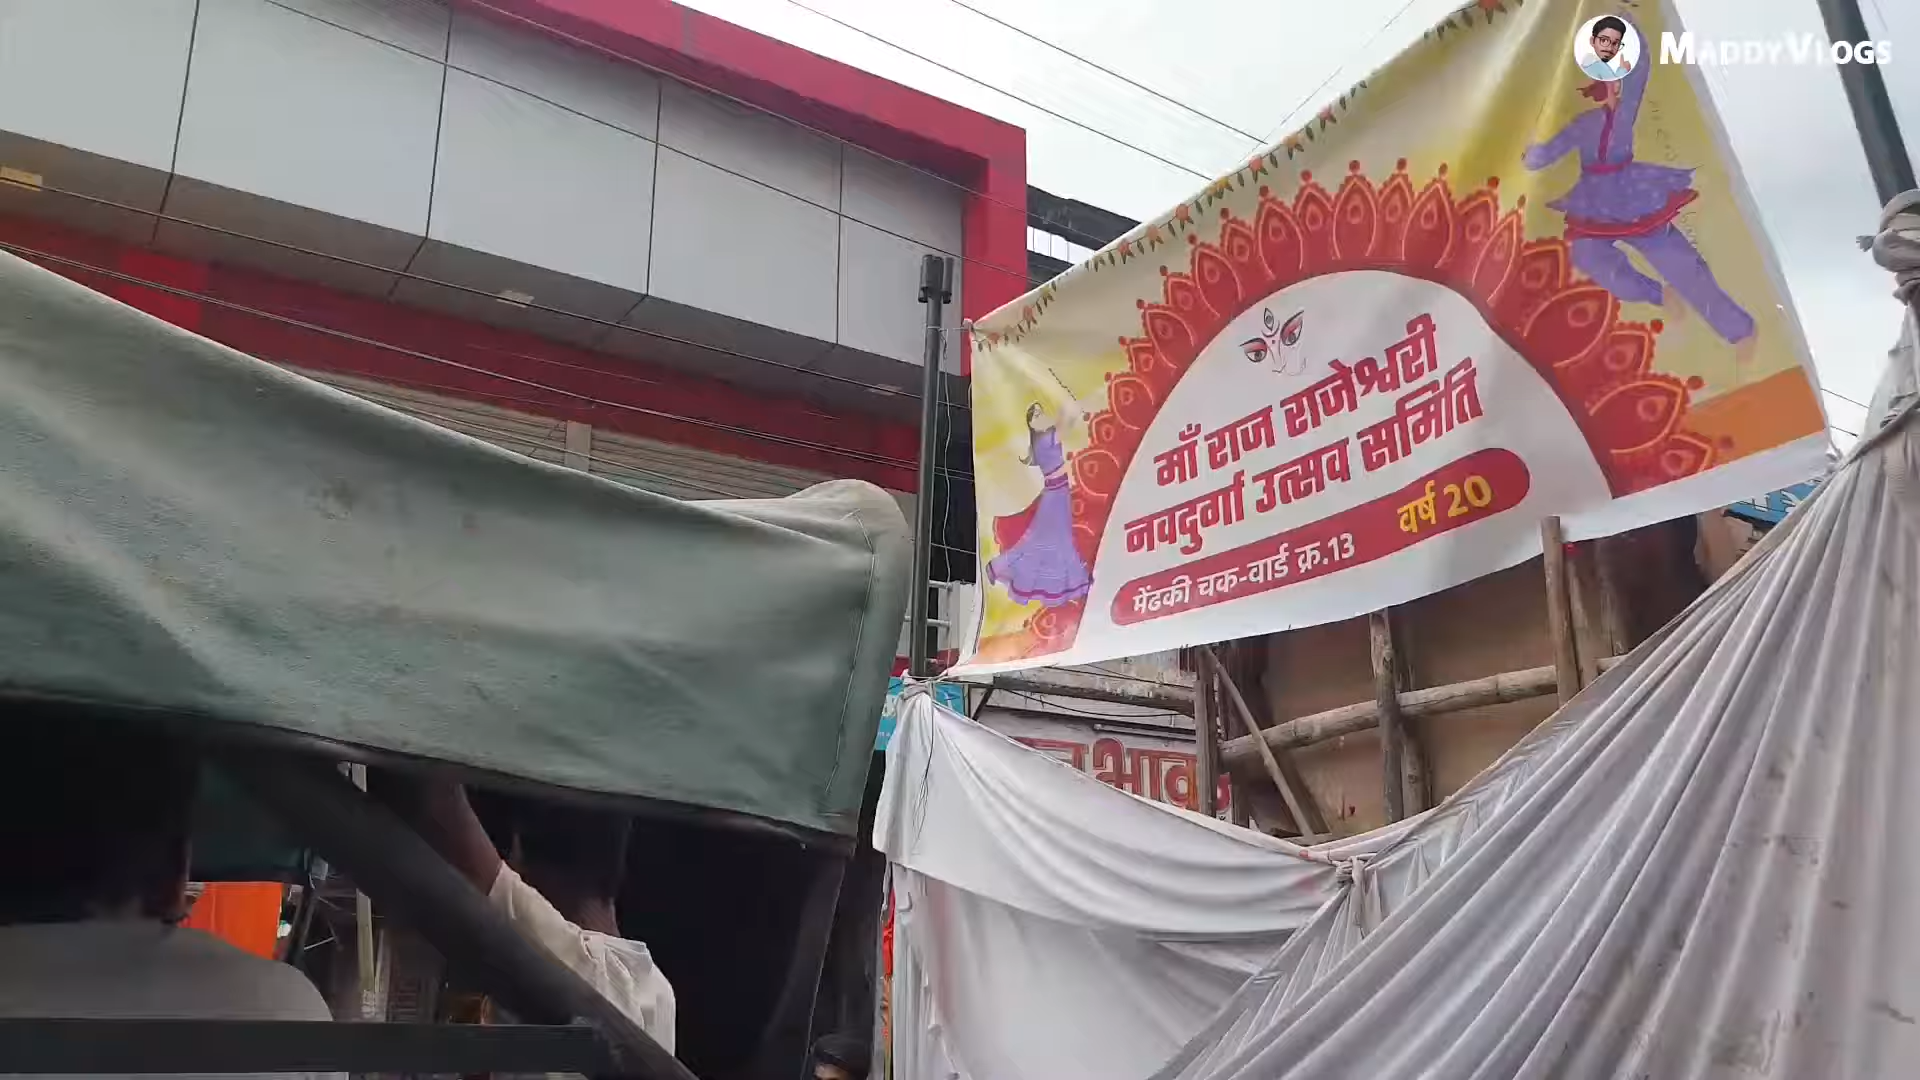 MADDYVLOGS
माँ राज राजेश्वरी
नवदुर्गा उत्सव समिति
मेंढकी चक-वार्ड क्र.13 वर्ष 20